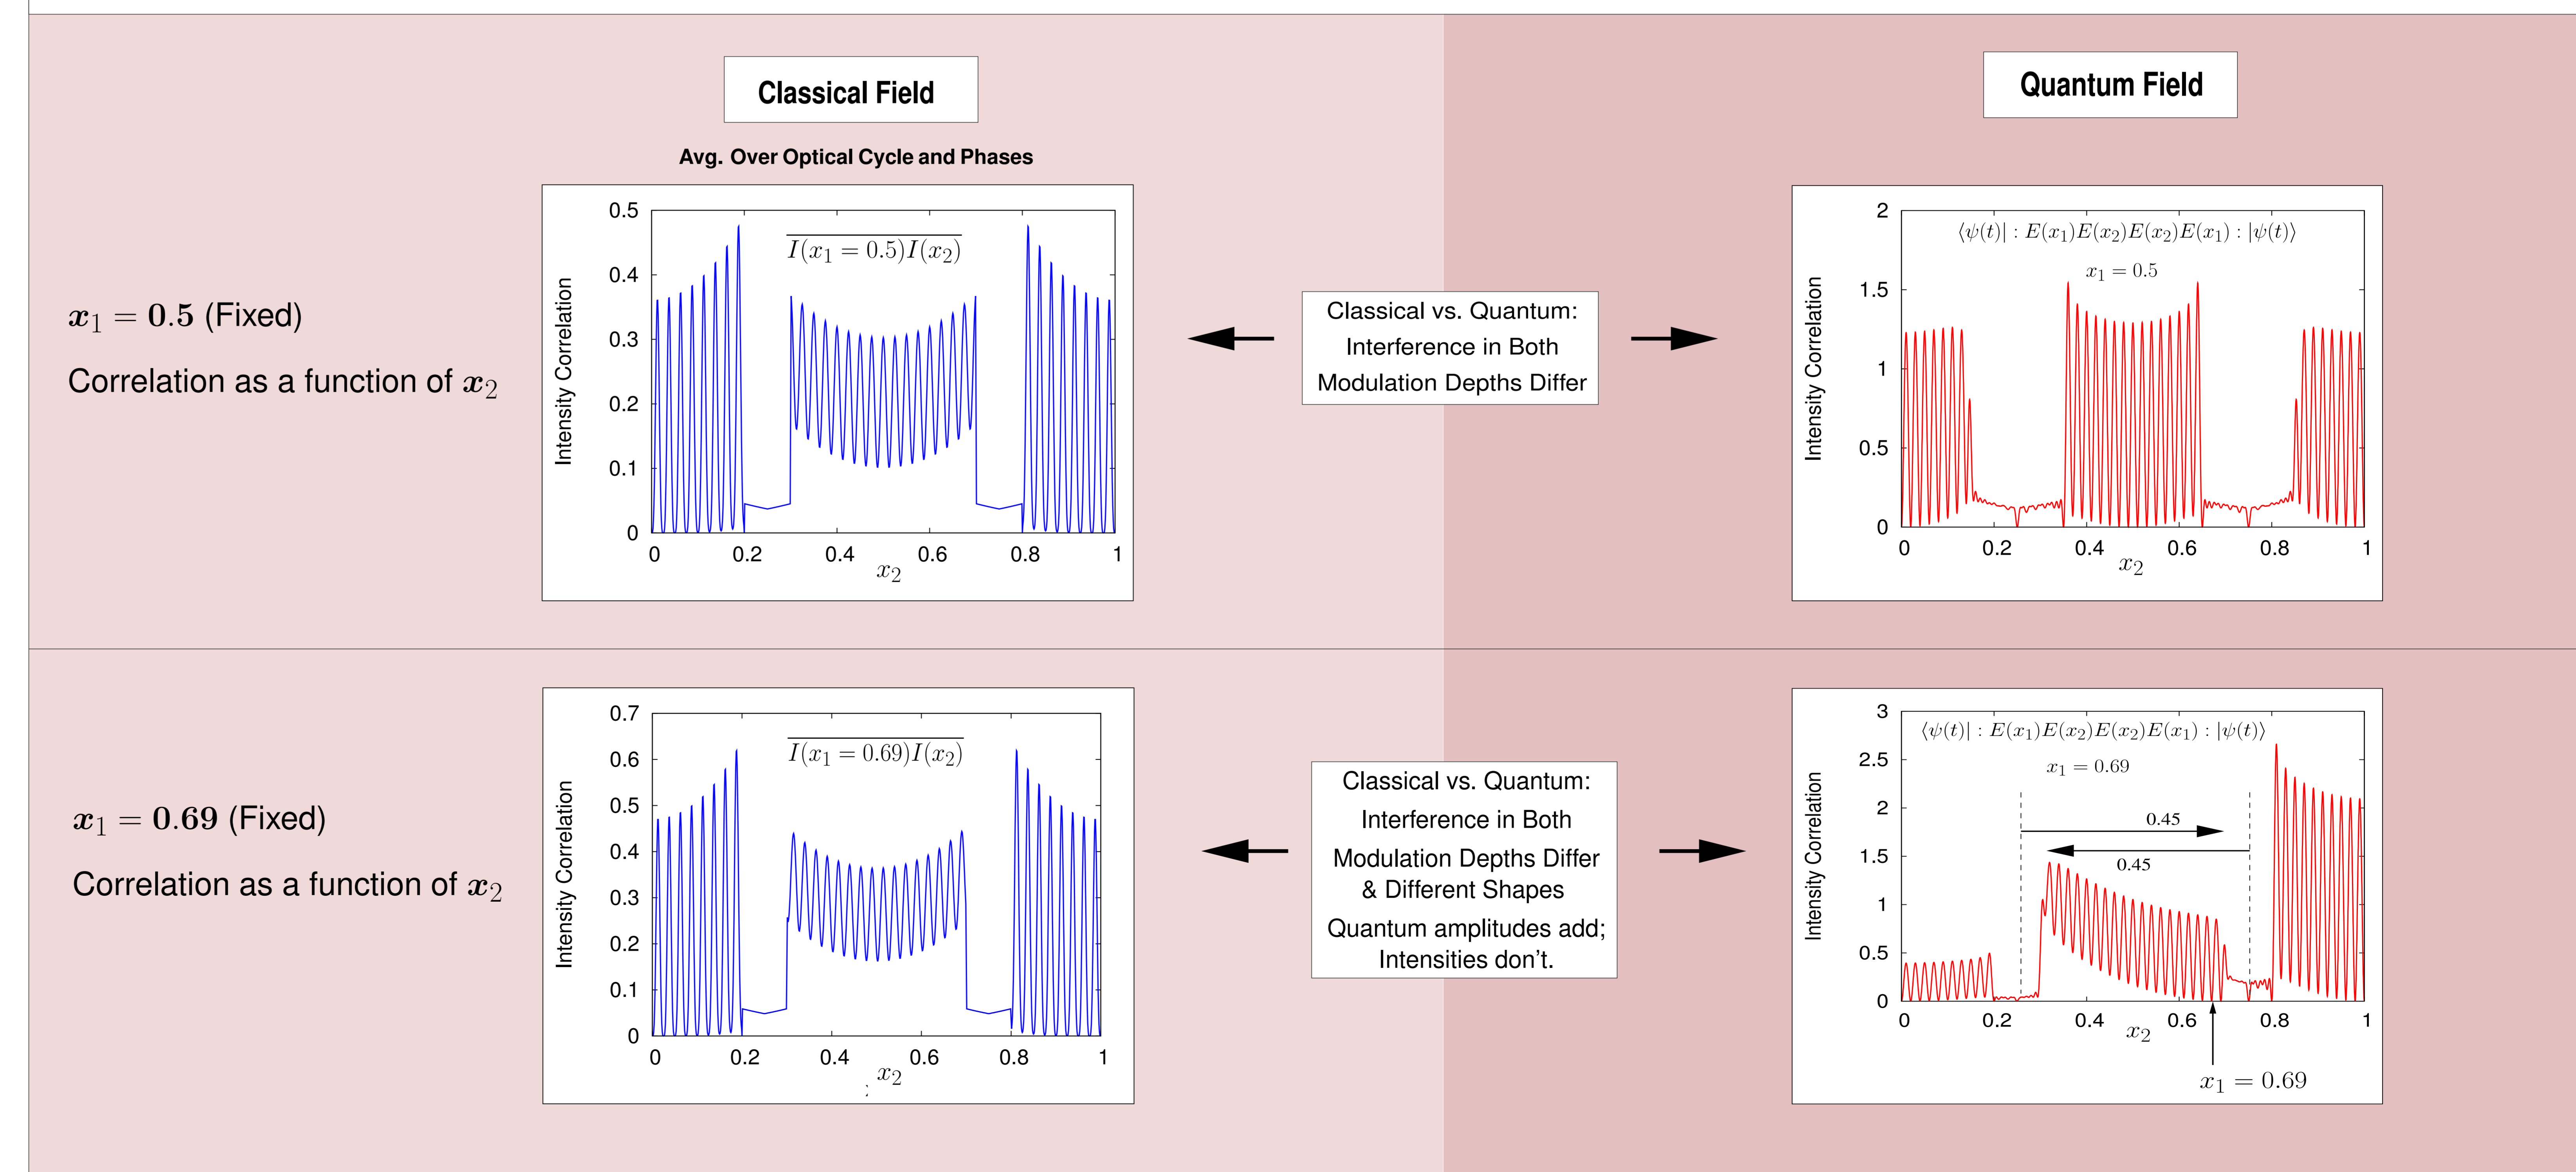 Classical Field
Quantum Field
Avg. Over Optical Cycle and Phases
x₁ = 0.5 (Fixed)
Correlation as a function of x₂
Intensity Correlation
0.5
0.4
0.3
0.2
0.1
0
I(x₁ = 0.5)I(x₂)
0 0.2 0.4 0.6 0.8 1
x₂
Classical vs. Quantum:
Interference in Both
Modulation Depths Differ
Intensity Correlation
2
1.5
1
0.5
0
⟨ψ(t)| : E(x₁)E(x₂)E(x₂)E(x₁) : |ψ(t)⟩
x₁ = 0.5
0 0.2 0.4 0.6 0.8 1
x₂
x₁ = 0.69 (Fixed)
Correlation as a function of x₂
Intensity Correlation
0.7
0.6
0.5
0.4
0.3
0.2
0.1
0
I(x₁ = 0.69)I(x₂)
0 0.2 0.4 0.6 0.8 1
x₂
Classical vs. Quantum:
Interference in Both
Modulation Depths Differ
& Different Shapes
Quantum amplitudes add;
Intensities don't.
Intensity Correlation
3
2.5
2
1.5
1
0.5
0
⟨ψ(t)| : E(x₁)E(x₂)E(x₂)E(x₁) : |ψ(t)⟩
x₁ = 0.69
0.45
0.45
0 0.2 0.4 0.6 0.8 1
x₂
x₁ = 0.69